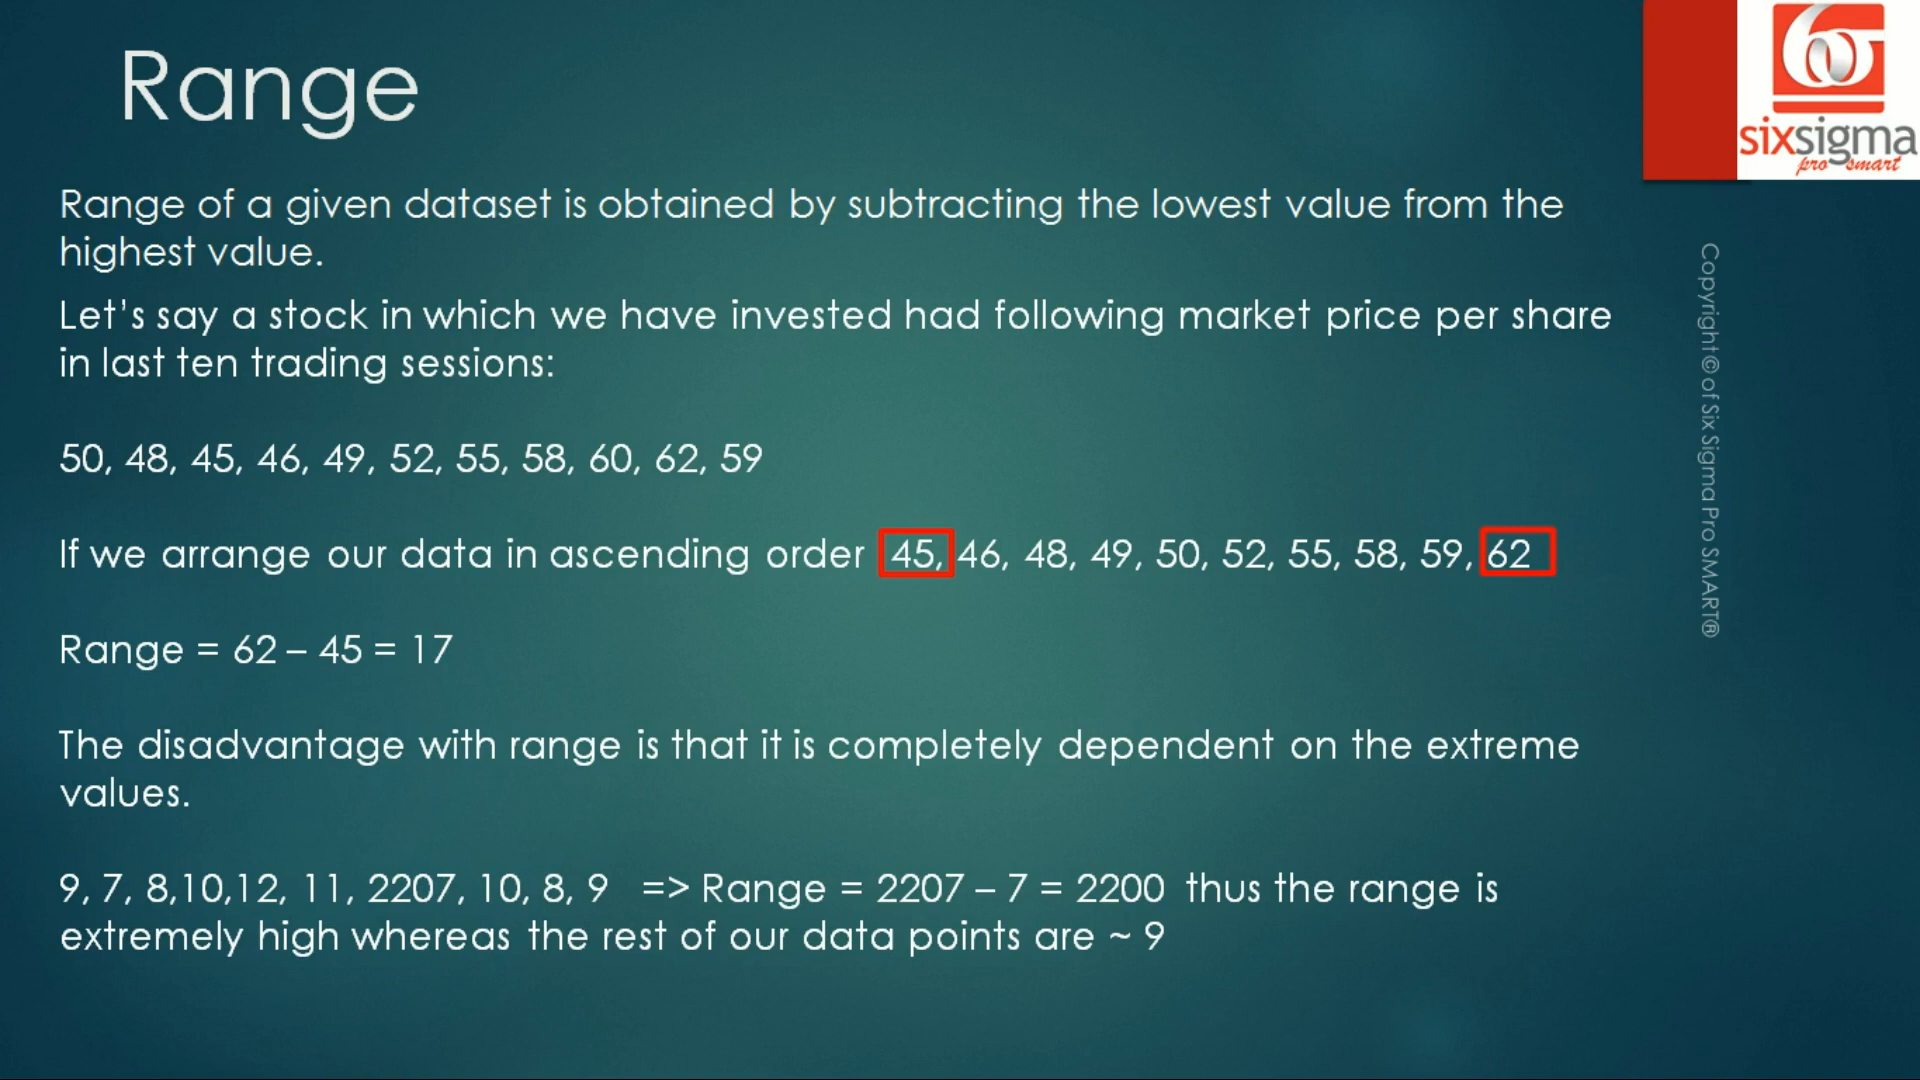 Range
sixsigma
pro smart
Range of a given dataset is obtained by subtracting the lowest value from the
highest value.
Let's say a stock in which we have invested had following market price per share
in last ten trading sessions:
50, 48, 45, 46, 49, 52, 55, 58, 60, 62, 59
If we arrange our data in ascending order 45, 46, 48, 49, 50, 52, 55, 58, 59, 62
Range = 62 – 45 = 17
The disadvantage with range is that it is completely dependent on the extreme
values.
9, 7, 8,10,12, 11, 2207, 10, 8, 9 => Range = 2207 – 7 = 2200 thus the range is
extremely high whereas the rest of our data points are ~ 9
Copyright © of Six Sigma Pro SMART®